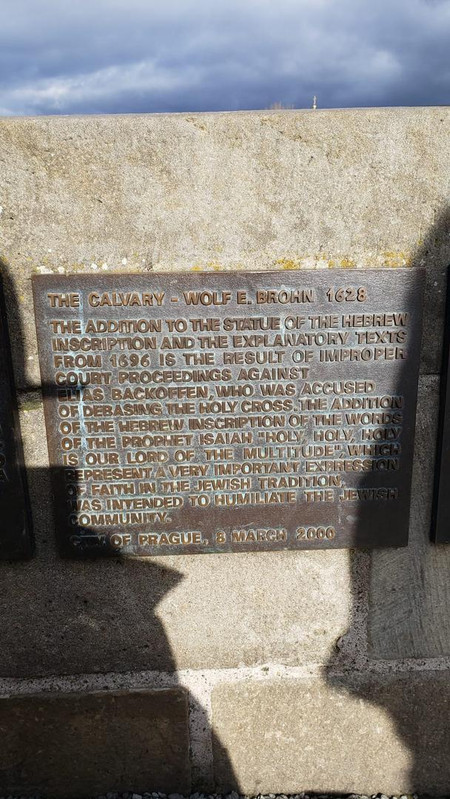 THE CALVARY - WOLF E. BROHN 1628
THE ADDITION TO THE STATUE OF THE HEBREW
INSCRIPTION AND THE EXPLANATORY TEXTS
FROM 1696 IS THE RESULT OF IMPROPER
COURT PROCEEDINGS AGAINST
ELIAS BACKOFFEN, WHO WAS ACCUSED
OF DEBASING THE HOLY CROSS. THE ADDITION
OF THE HEBREW INSCRIPTION OF THE WORDS
OF THE PROPHET ISAIAH "HOLY, HOLY, HOLY
IS OUR LORD OF THE MULTITUDE" WHICH
REPRESENT A VERY IMPORTANT EXPRESSION
OF FAITH IN THE JEWISH TRADITION,
WAS INTENDED TO HUMILIATE THE JEWISH
COMMUNITY.
OF PRAGUE, 8 MARCH 2000